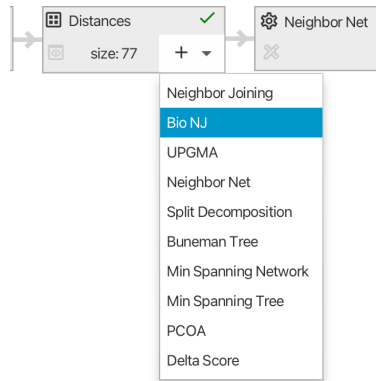 Distances
Neighbor Net
size: 77
+
Neighbor Joining
Bio NJ
UPGMA
Neighbor Net
Split Decomposition
Buneman Tree
Min Spanning Network
Min Spanning Tree
PCOA
Delta Score